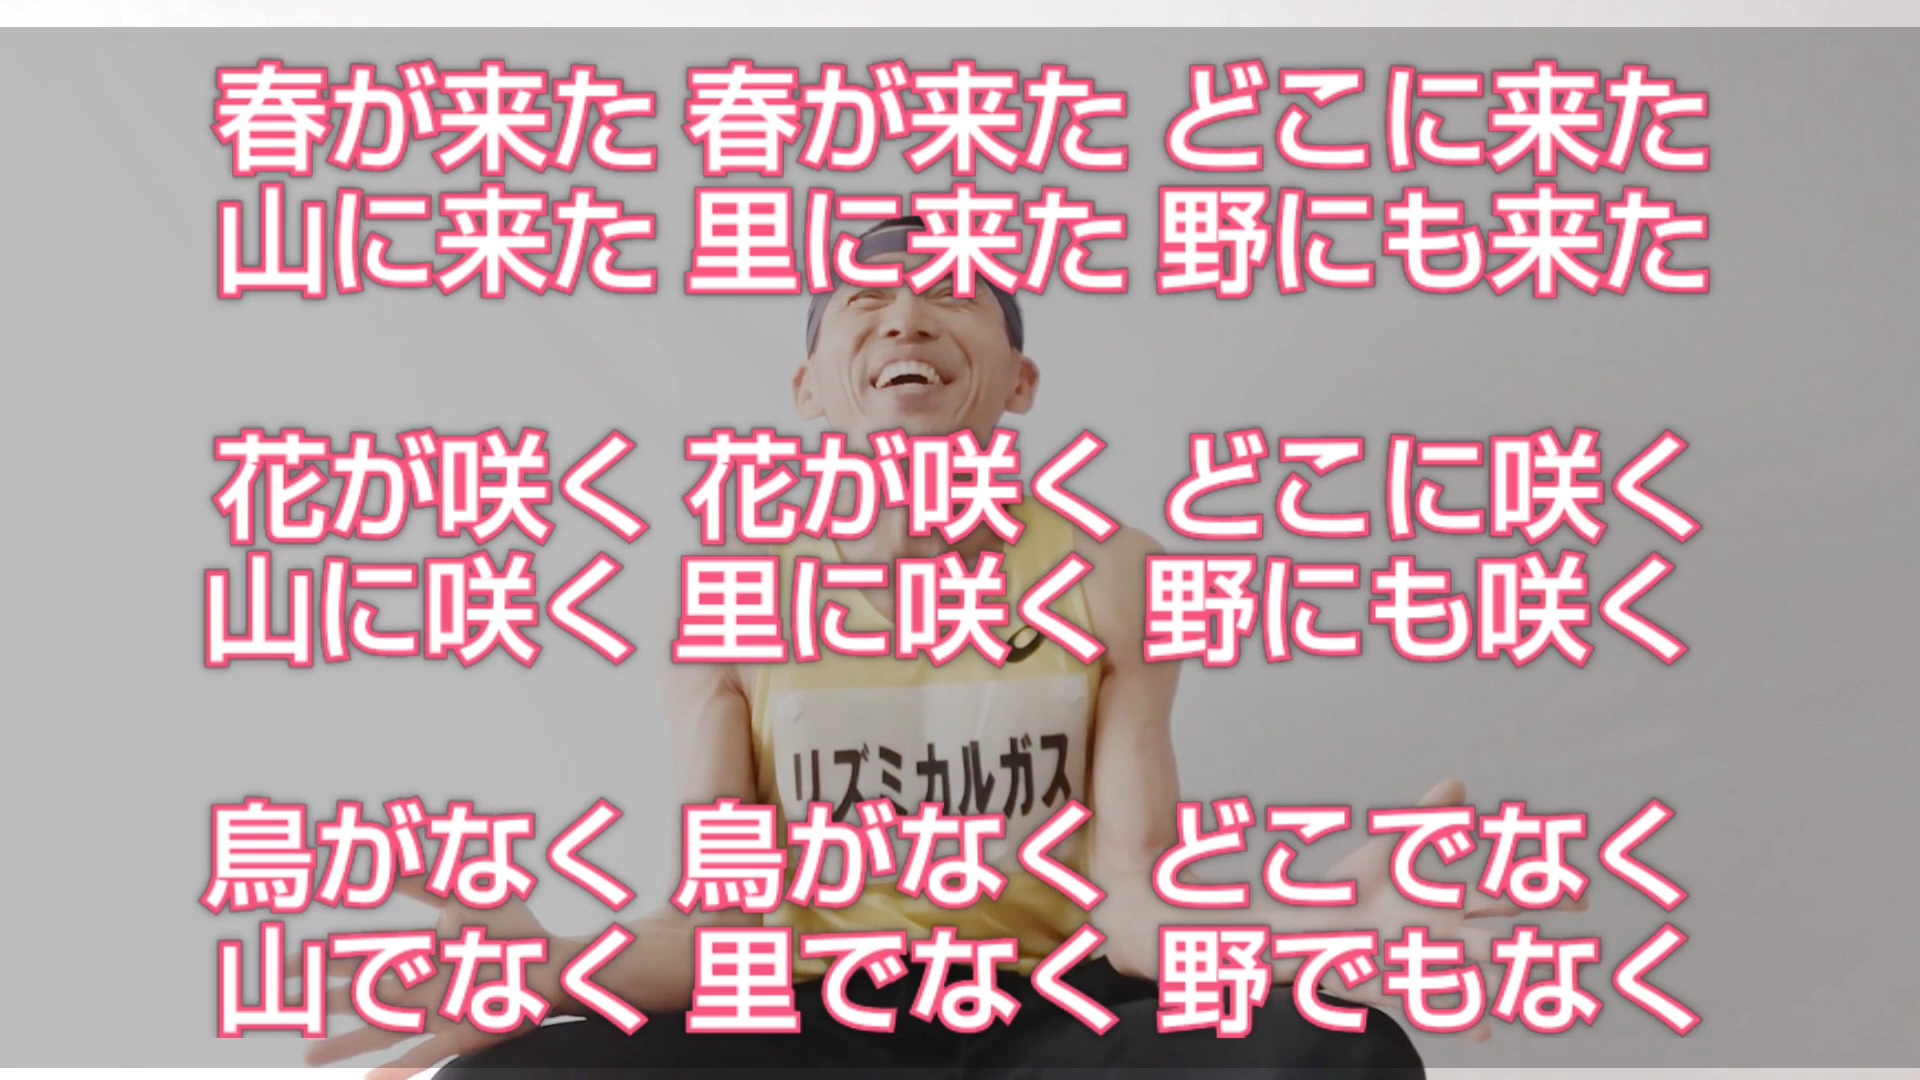 春が来た 春が来た どこに来た
山に来た 里に来た 野にも来た
花が咲く 花が咲く どこに咲く
山に咲く 里に咲く 野にも咲く
リズミカルガス
鳥がなく 鳥がなく どこでなく
山でなく 里でなく 野でもなく